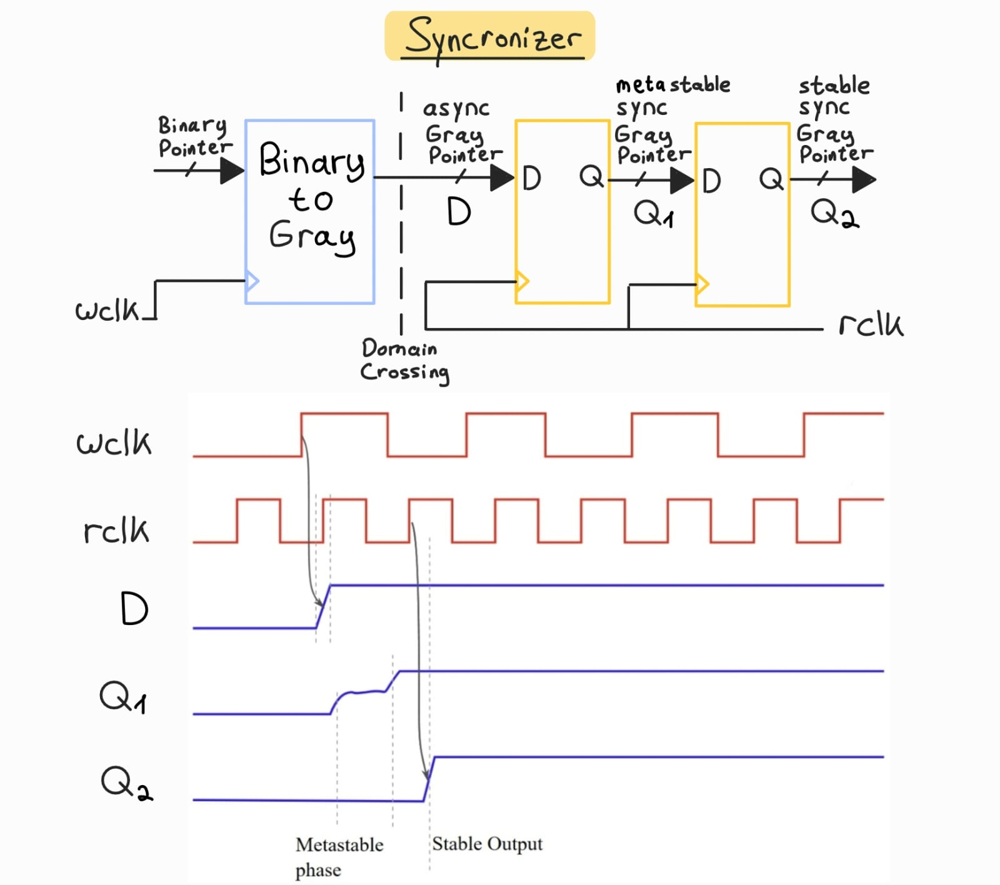 Syncronizer
Binary
Pointer
Binary
to
Gray
wclk
Domain
Crossing
async
Gray
Pointer
D
D
Q
metastable
sync
Gray
Pointer
Q1
D
Q
stable
sync
Gray
Pointer
Q2
rclk
wclk
rclk
D
Q1
Q2
Metastable
phase
Stable Output